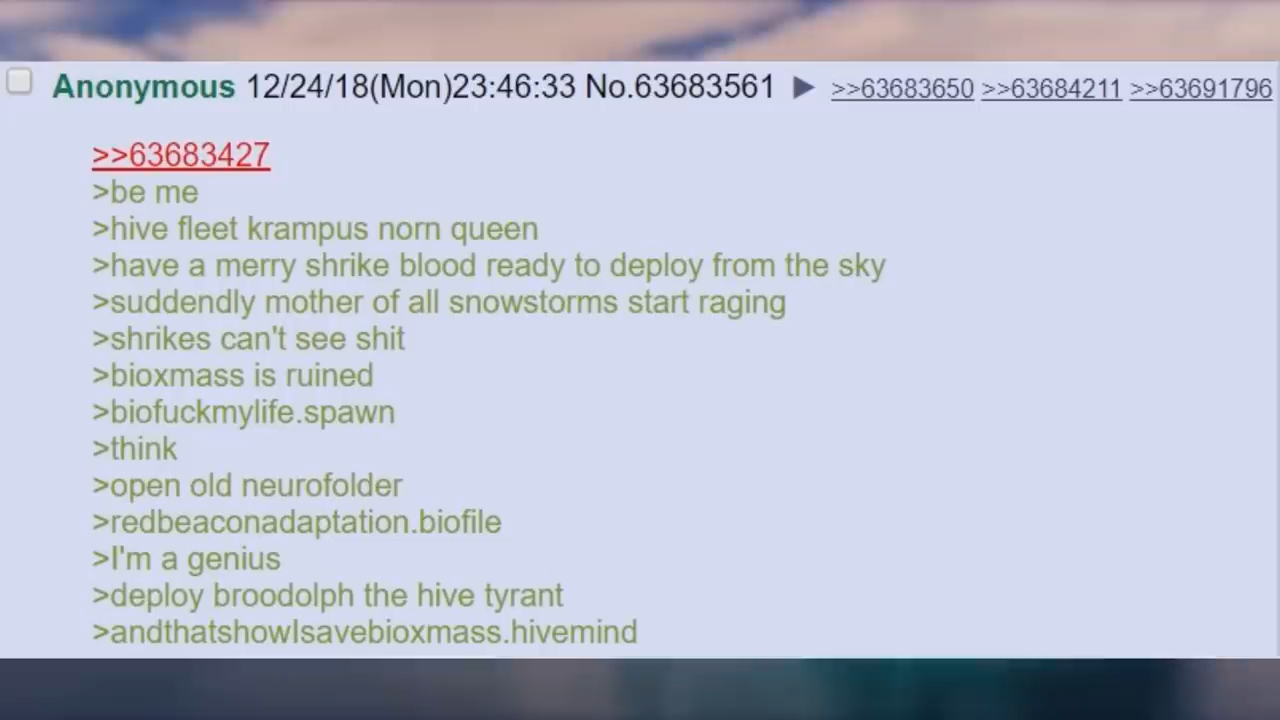 Anonymous 12/24/18(Mon)23:46:33 No.63683561 ▶ >>63683650 >>63684211 >>63691796
>>63683427
>be me
>hive fleet krampus norn queen
>have a merry shrike blood ready to deploy from the sky
>suddendly mother of all snowstorms start raging
>shrikes can't see shit
>bioxmass is ruined
>biofuckmylife.spawn
>think
>open old neurofolder
>redbeaconadaptation.biofile
>I'm a genius
>deploy broodolph the hive tyrant
>andthatshowIsavebioxmass.hivemind